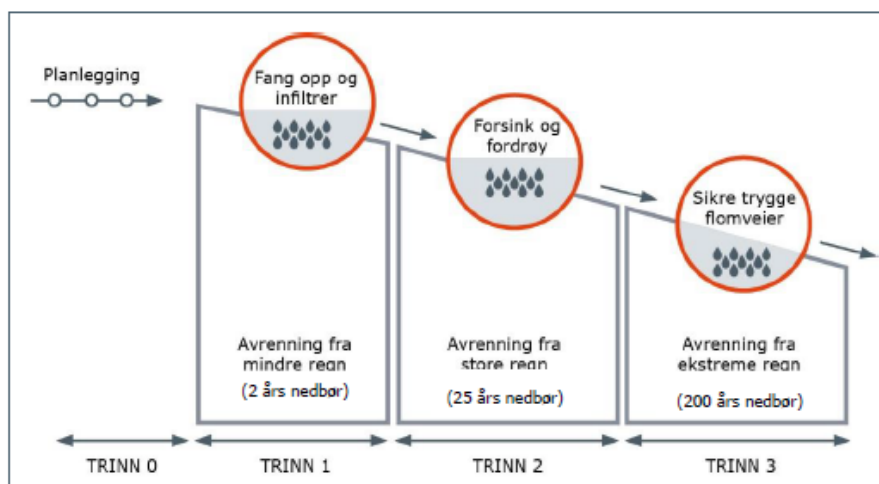 Planlegging
Fang opp og
infiltrer
Forsink og
fordrøy
Sikre trygge
flomveier
Avrenning fra
mindre regn
(2 års nedbør)
Avrenning fra
store regn
(25 års nedbør)
Avrenning fra
ekstreme regn
(200 års nedbør)
TRINN 0
TRINN 1
TRINN 2
TRINN 3